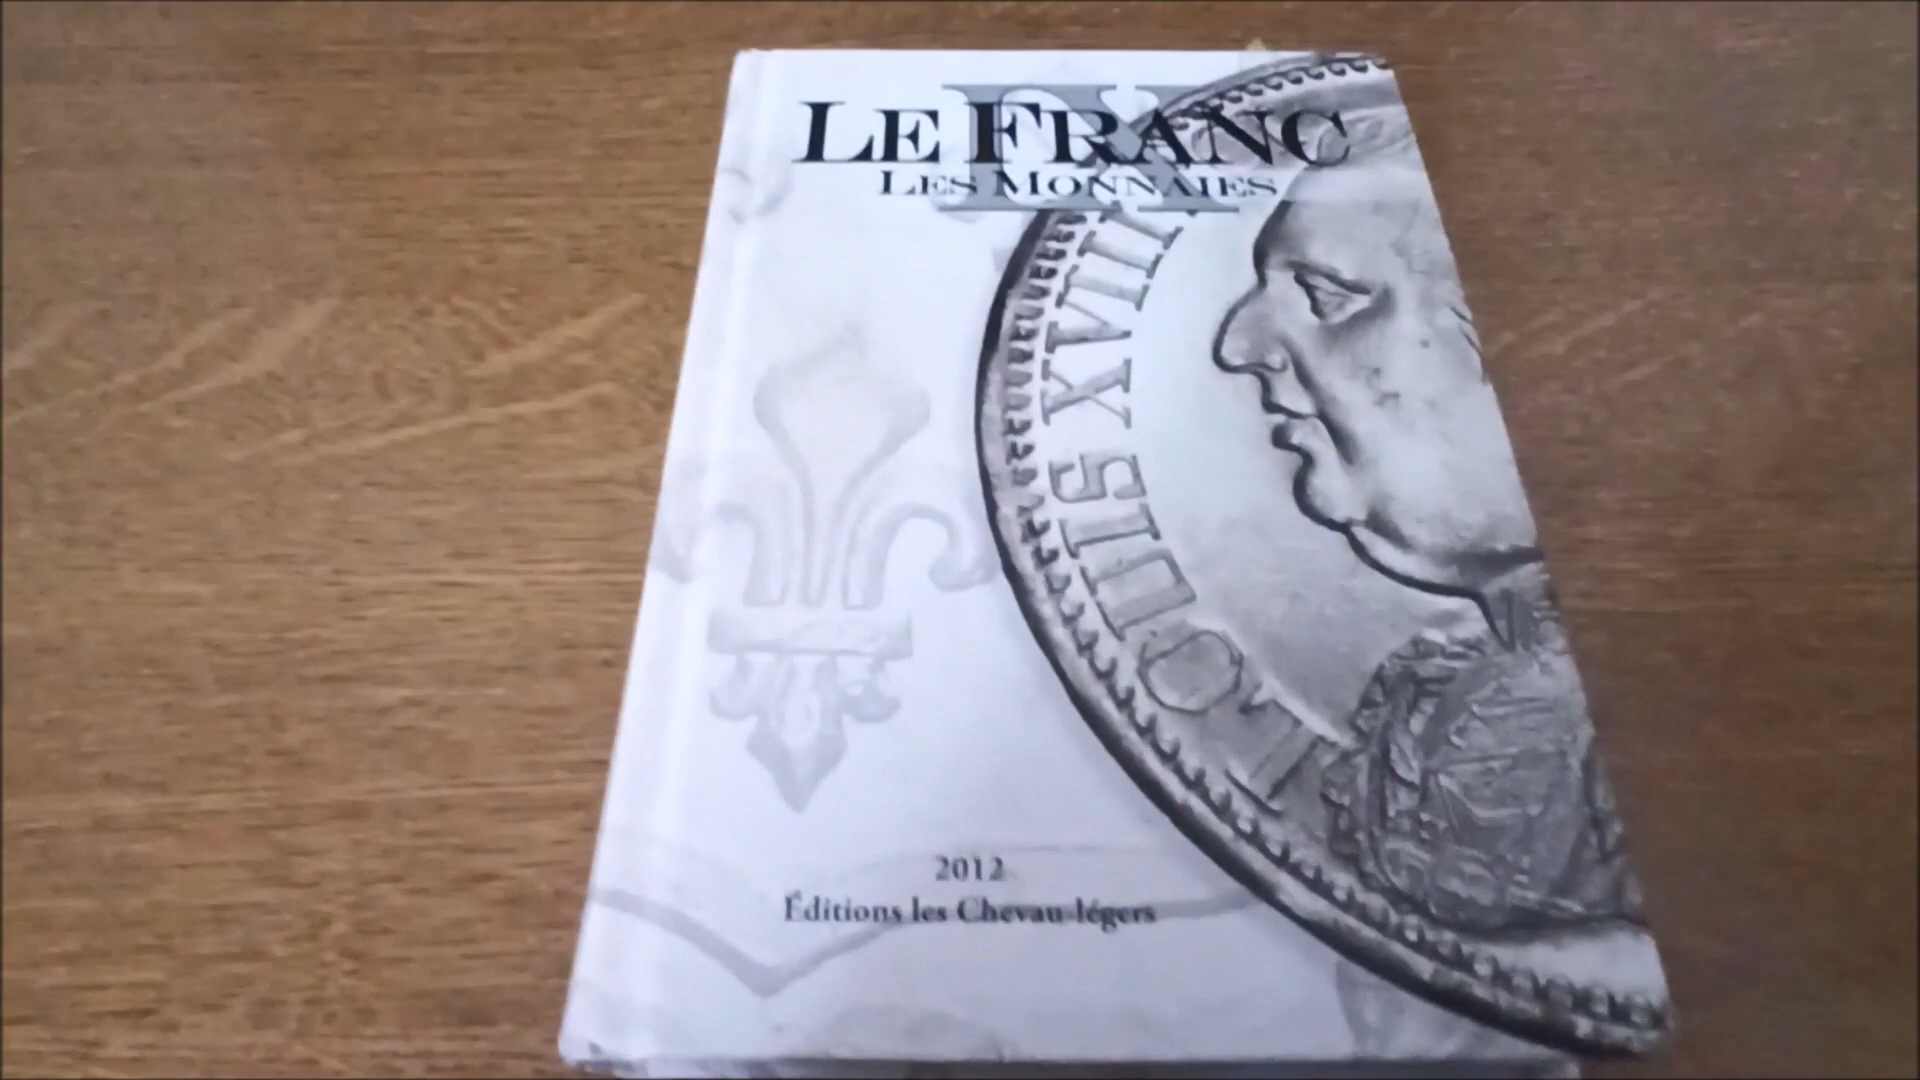 IX
LE FRANC
LES MONNAIES
LOUIS XVIII
2012
Éditions les Chevau-légers